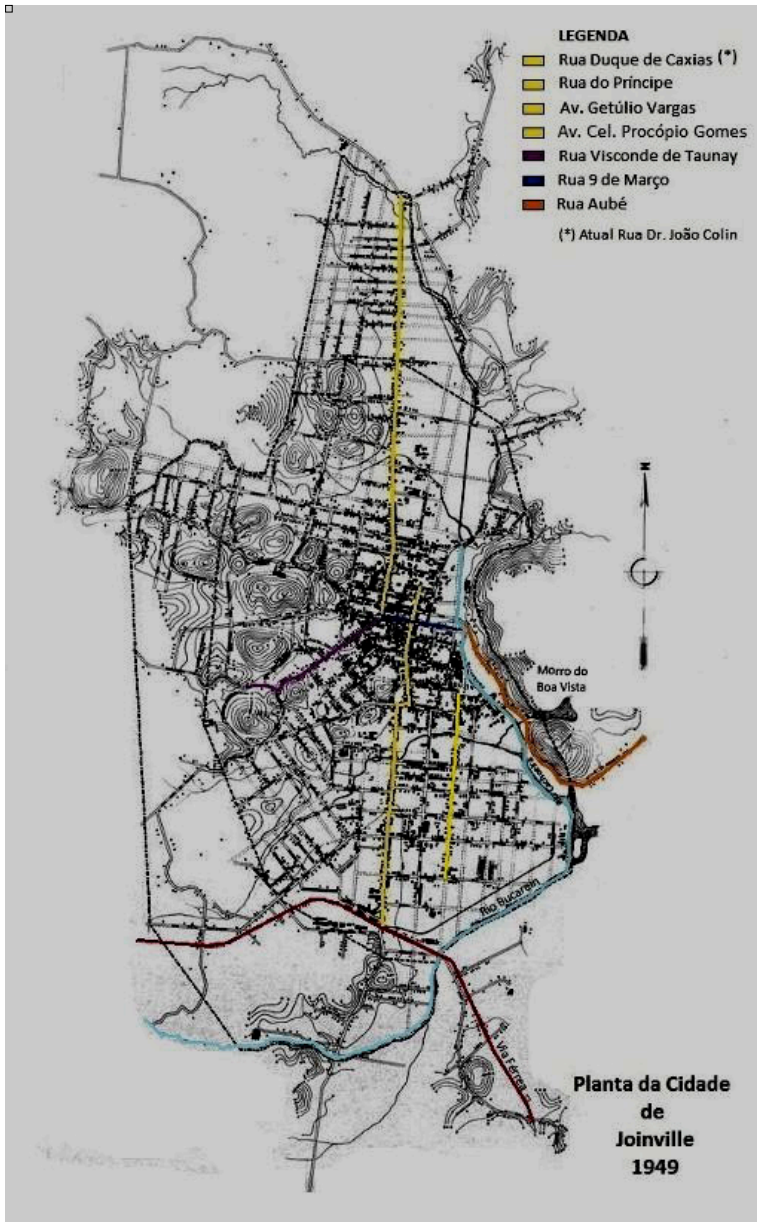 LEGENDA
Rua Duque de Caxias (*)
Rua do Príncipe
Av. Getúlio Vargas
Av. Cel. Procópio Gomes
Rua Visconde de Taunay
Rua 9 de Março
Rua Aubé
(*) Atual Rua Dr. João Colin
N
Morro do
Boa Vista
Rio Bucarein
Via Férrea
Planta da Cidade
de
Joinville
1949